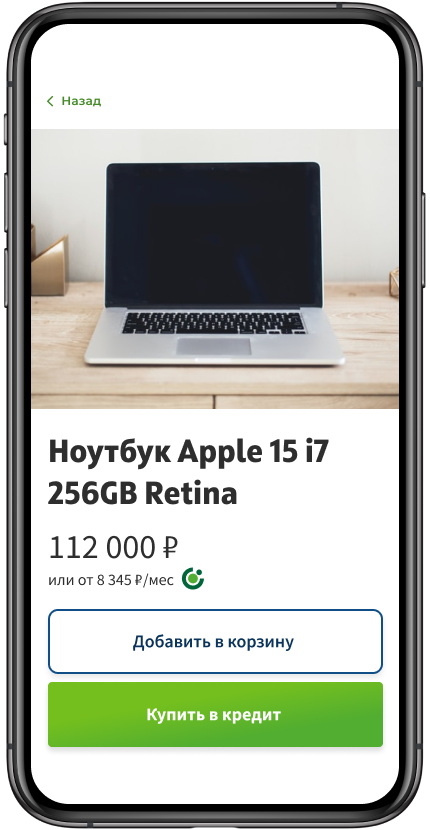 Назад
Ноутбук Apple 15 i7
256GB Retina
112 000 ₽
или от 8 345 ₽/мес
Добавить в корзину
Купить в кредит